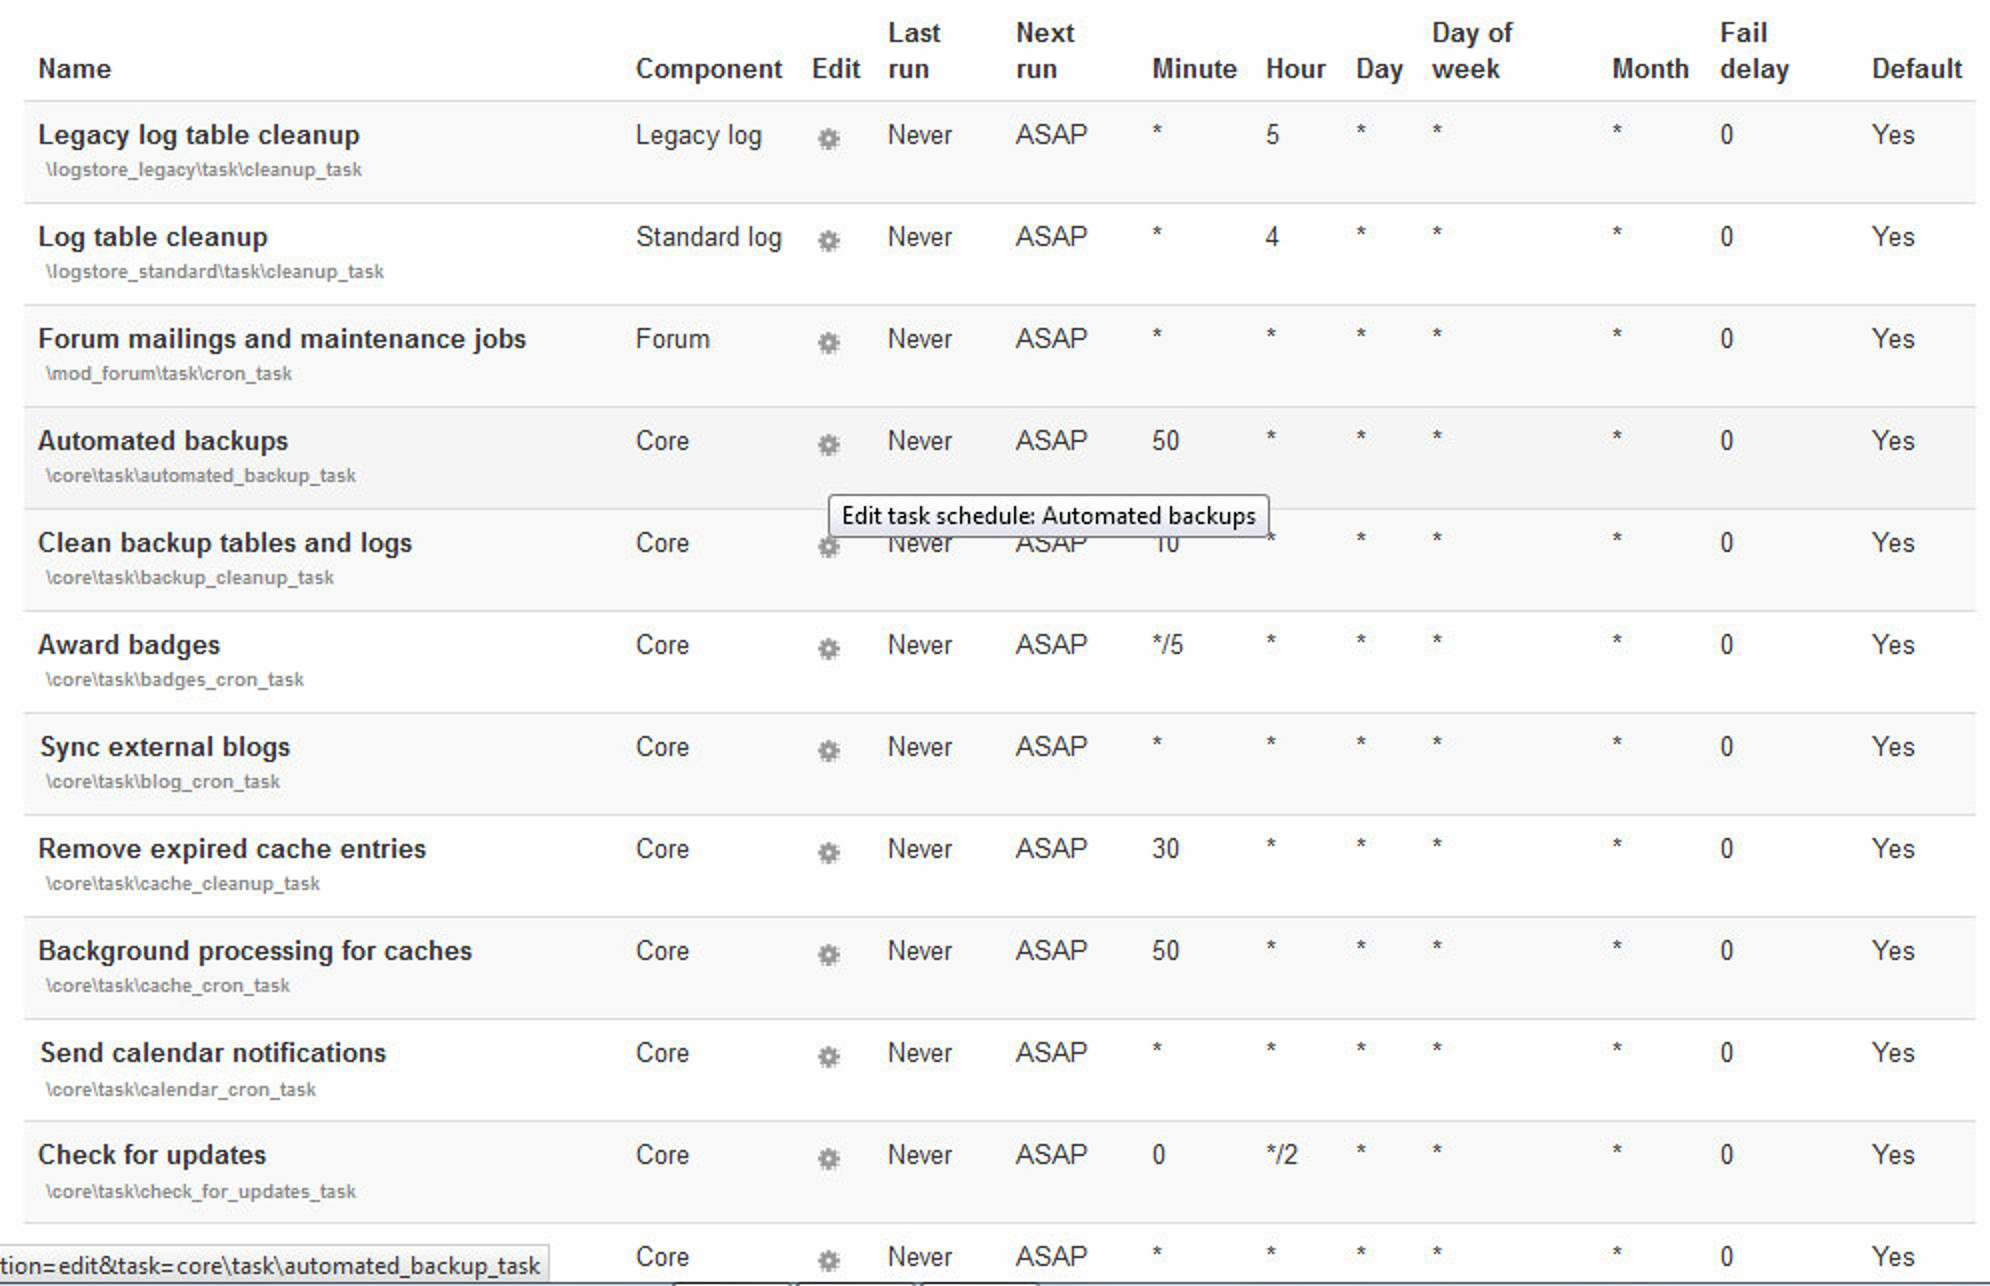 Name Component Edit Last run Next run Minute Hour Day Day of week Month Fail delay Default
Legacy log table cleanup Legacy log Never ASAP * 5 * * * 0 Yes
\logstore_legacy\task\cleanup_task
Log table cleanup Standard log Never ASAP * 4 * * * 0 Yes
\logstore_standard\task\cleanup_task
Forum mailings and maintenance jobs Forum Never ASAP * * * * * 0 Yes
\mod_forum\task\cron_task
Automated backups Core Never ASAP 50 * * * * 0 Yes
\core\task\automated_backup_task
Edit task schedule: Automated backups
Clean backup tables and logs Core Never ASAP 10 * * * * 0 Yes
\core\task\backup_cleanup_task
Award badges Core Never ASAP */5 * * * * 0 Yes
\core\task\badges_cron_task
Sync external blogs Core Never ASAP * * * * * 0 Yes
\core\task\blog_cron_task
Remove expired cache entries Core Never ASAP 30 * * * * 0 Yes
\core\task\cache_cleanup_task
Background processing for caches Core Never ASAP 50 * * * * 0 Yes
\core\task\cache_cron_task
Send calendar notifications Core Never ASAP * * * * * 0 Yes
\core\task\calendar_cron_task
Check for updates Core Never ASAP 0 */2 * * * 0 Yes
\core\task\check_for_updates_task
Core Never ASAP * * * * * 0 Yes
tion=edit&task=core\task\automated_backup_task